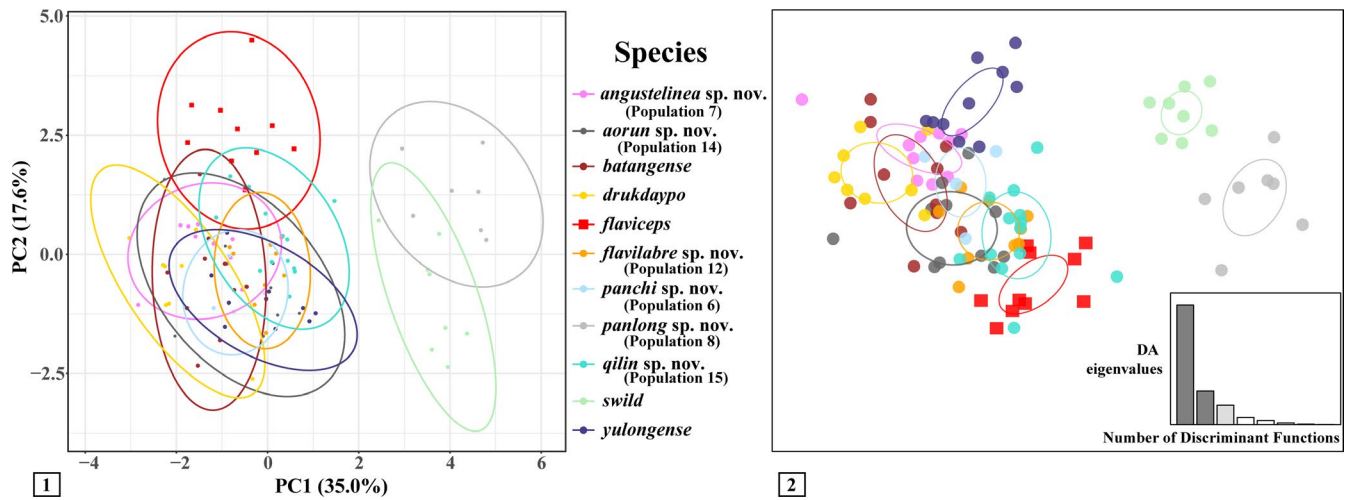 5.0
2.5
0.0
−2.5
PC2 (17.6%)
−4
−2
0
2
4
6
PC1 (35.0%)
1
Species
angustelinea sp. nov.
(Population 7)
aorun sp. nov.
(Population 14)
batangense
drukdaypo
flaviceps
flavilabre sp. nov.
(Population 12)
panchi sp. nov.
(Population 6)
panlong sp. nov.
(Population 8)
qilin sp. nov.
(Population 15)
swild
yulongense
DA
eigenvalues
Number of Discriminant Functions
2